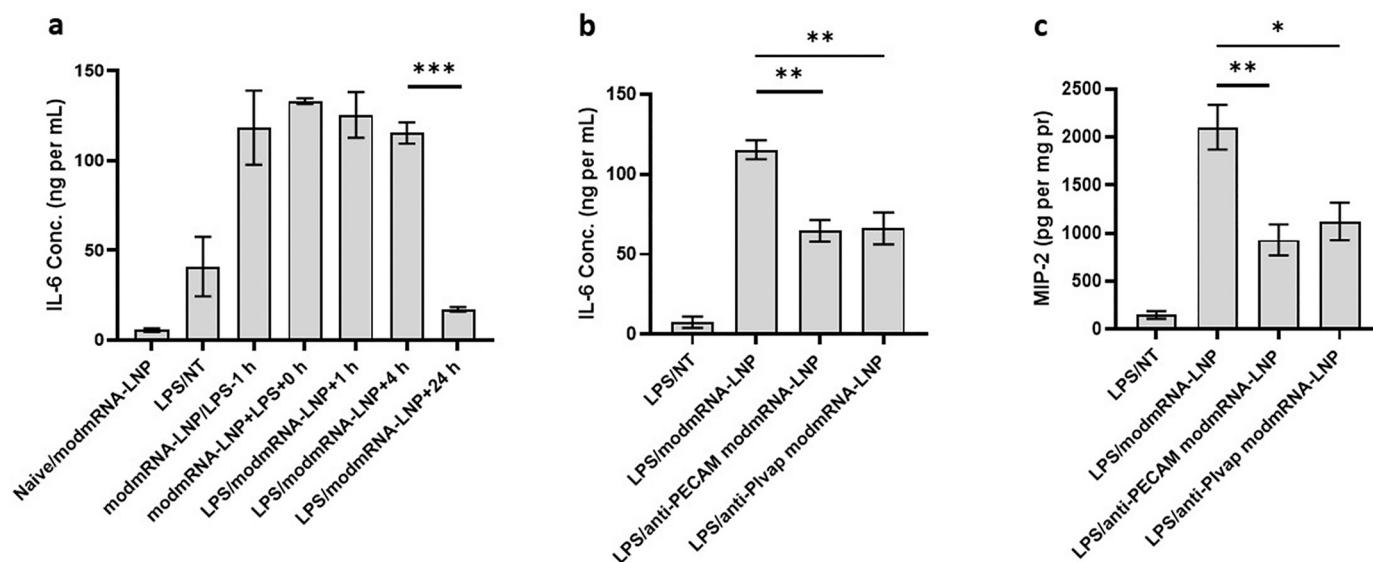 a
***
150
100
50
0
IL-6 Conc. (ng per mL)
Naive/modmRNA-LNP
LPS/NT
modmRNA-LNP/LPS-1 h
modmRNA-LNP+LPS+0 h
LPS/modmRNA-LNP+1 h
LPS/modmRNA-LNP+4 h
LPS/modmRNA-LNP+24 h
b
**
**
150
100
50
0
IL-6 Conc. (ng per mL)
LPS/NT
LPS/modmRNA-LNP
LPS/anti-PECAM modmRNA-LNP
LPS/anti-Plvap modmRNA-LNP
c
*
**
2500
2000
1500
1000
500
0
MIP-2 (pg per mg pr)
LPS/NT
LPS/modmRNA-LNP
LPS/anti-PECAM modmRNA-LNP
LPS/anti-Plvap modmRNA-LNP